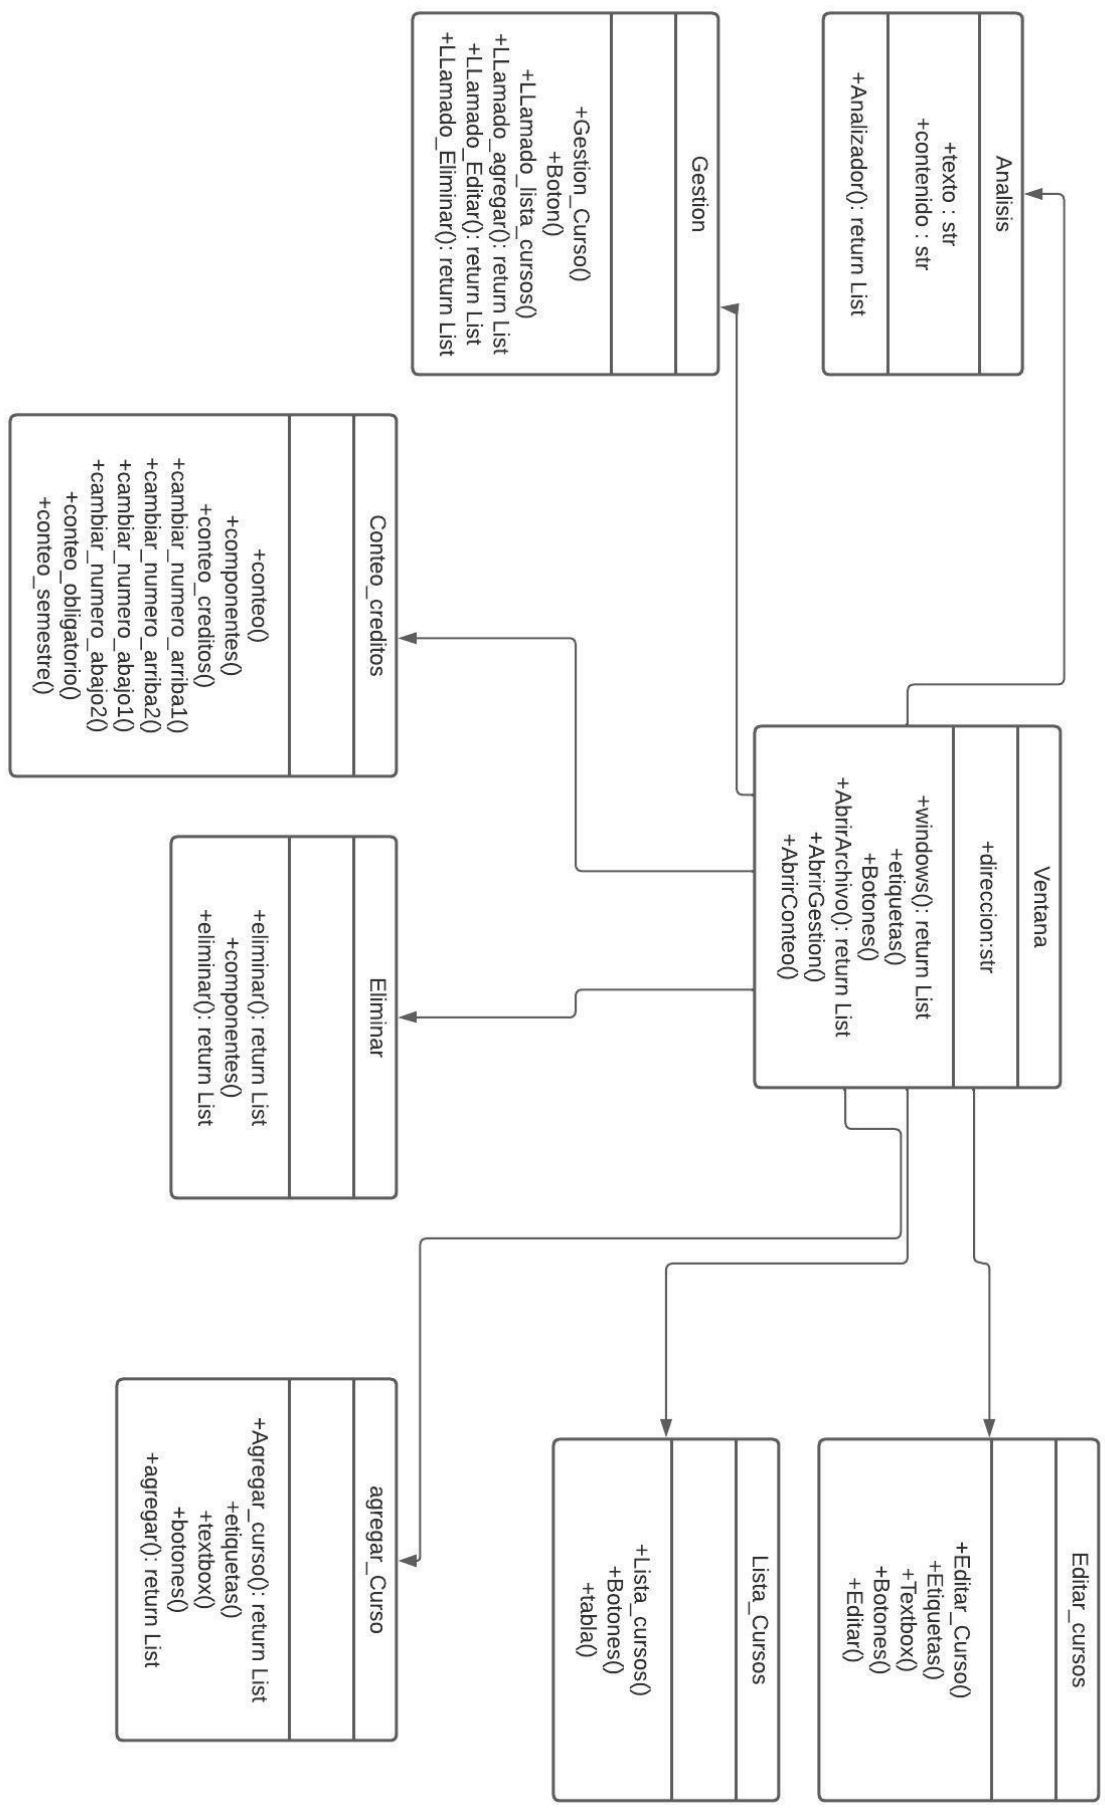 Analisis
+texto : str
+contenido : str
+Analizador(): return List
Gestion
+Gestion_Curso()
+Boton()
+LLamado_lista_cursos()
+LLamado_agregar(): return List
+LLamado_Editar(): return List
+LLamado_Eliminar(): return List
Conteo_creditos
+conteo()
+componentes()
+conteo_creditos()
+cambiar_numero_arriba1()
+cambiar_numero_arriba2()
+cambiar_numero_abajo1()
+cambiar_numero_abajo2()
+conteo_obligatorio()
+conteo_semestre()
Ventana
+direccion:str
+windows(): return List
+etiquetas()
+Botones()
+AbrirArchivo(): return List
+AbrirGestion()
+AbrirConteo()
Eliminar
+eliminar(): return List
+componentes()
+eliminar(): return List
Editar_cursos
+Editar_Curso()
+Etiquetas()
+Textbox()
+Botones()
+Editar()
Lista_Cursos
+Lista_cursos()
+Botones()
+tabla()
agregar_Curso
+Agregar_curso(): return List
+etiquetas()
+textbox()
+botones()
+agregar(): return List